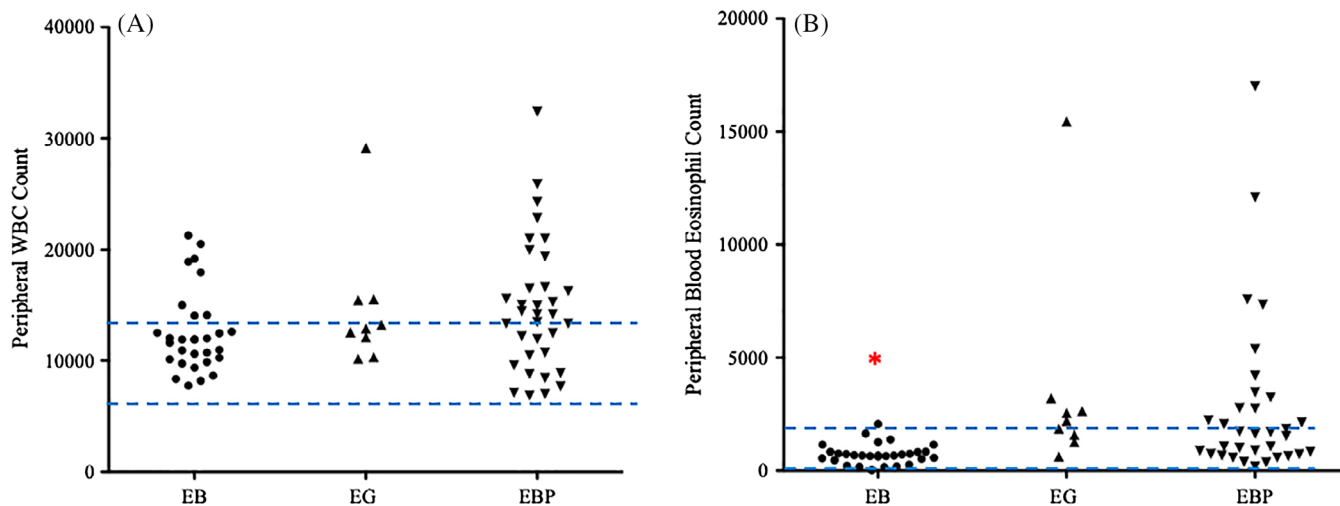 (A)
Peripheral WBC Count
40000
30000
20000
10000
0
EB EG EBP
(B)
Peripheral Blood Eosinophil Count
20000
15000
10000
5000
0
*
EB EG EBP